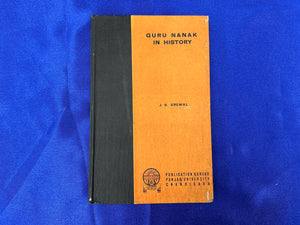 GURU NANAK
IN HISTORY
J. S. GREWAL
PUBLICATION BUREAU
PANJAB UNIVERSITY
CHANDIGARH